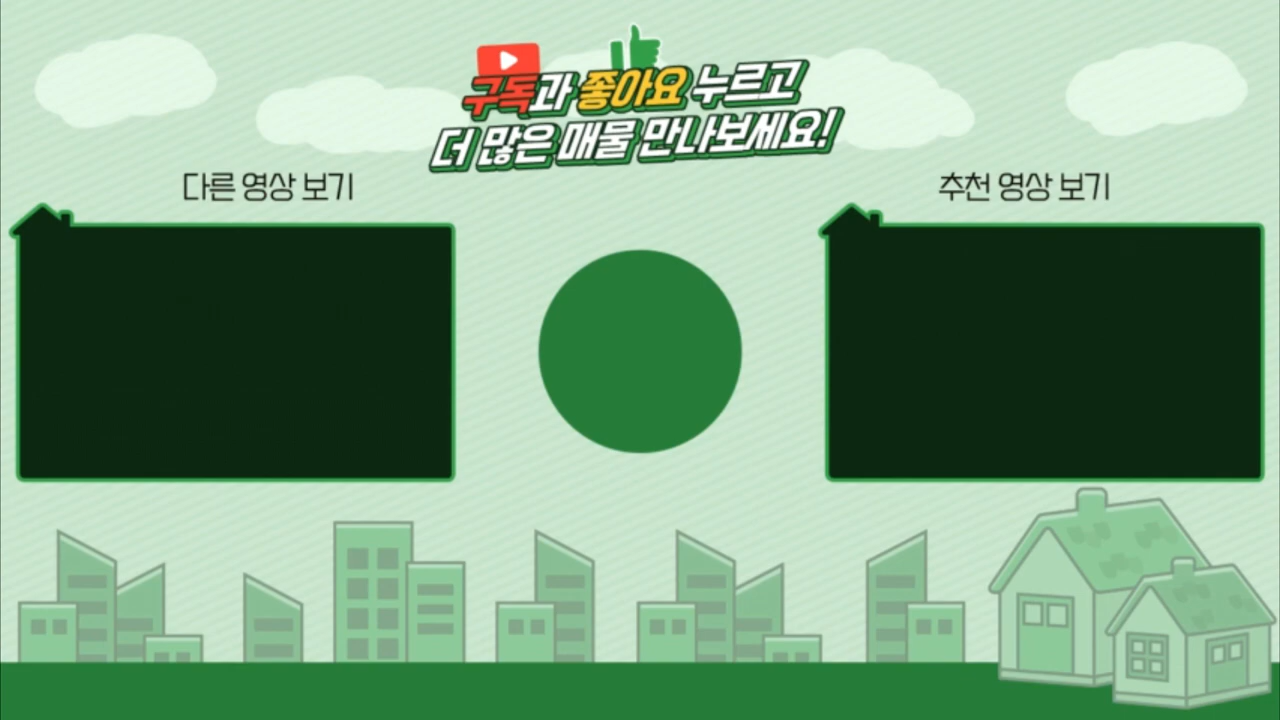 구독과 좋아요 누르고
더 많은 매물 만나보세요!
다른 영상 보기
추천 영상 보기